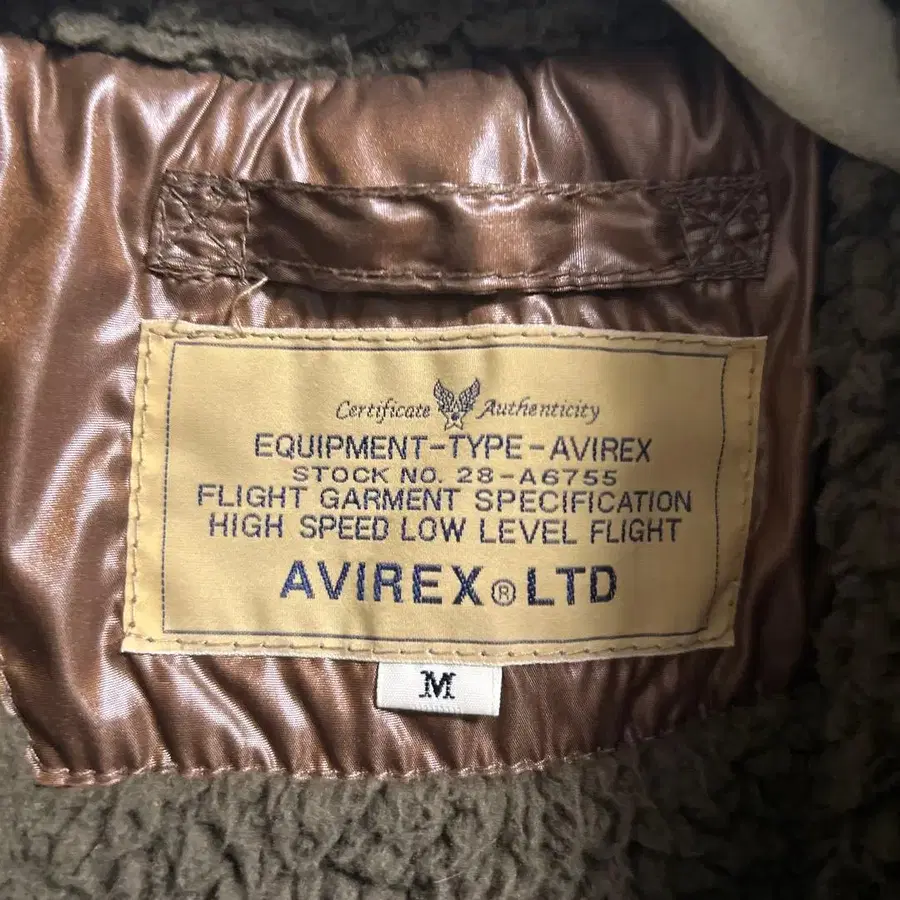 Certificate Authenticity
EQUIPMENT-TYPE-AVIREX
STOCK NO. 28-A6755
FLIGHT GARMENT SPECIFICATION
HIGH SPEED LOW LEVEL FLIGHT
AVIREX® LTD
M